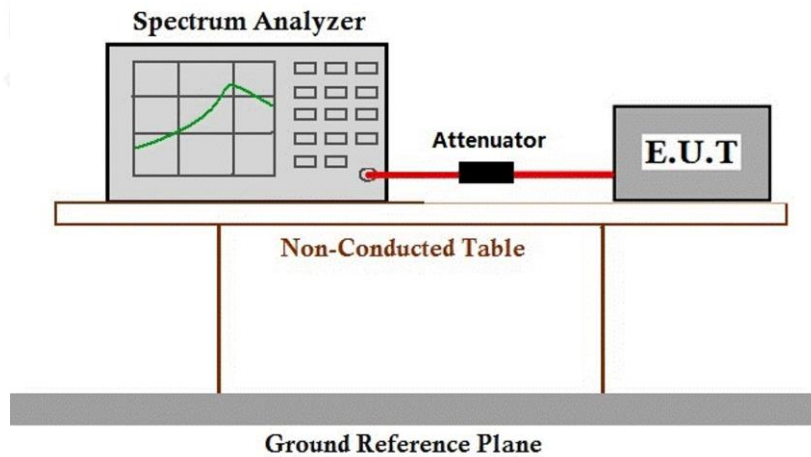 Spectrum Analyzer
Attenuator
E.U.T
Non-Conducted Table
Ground Reference Plane